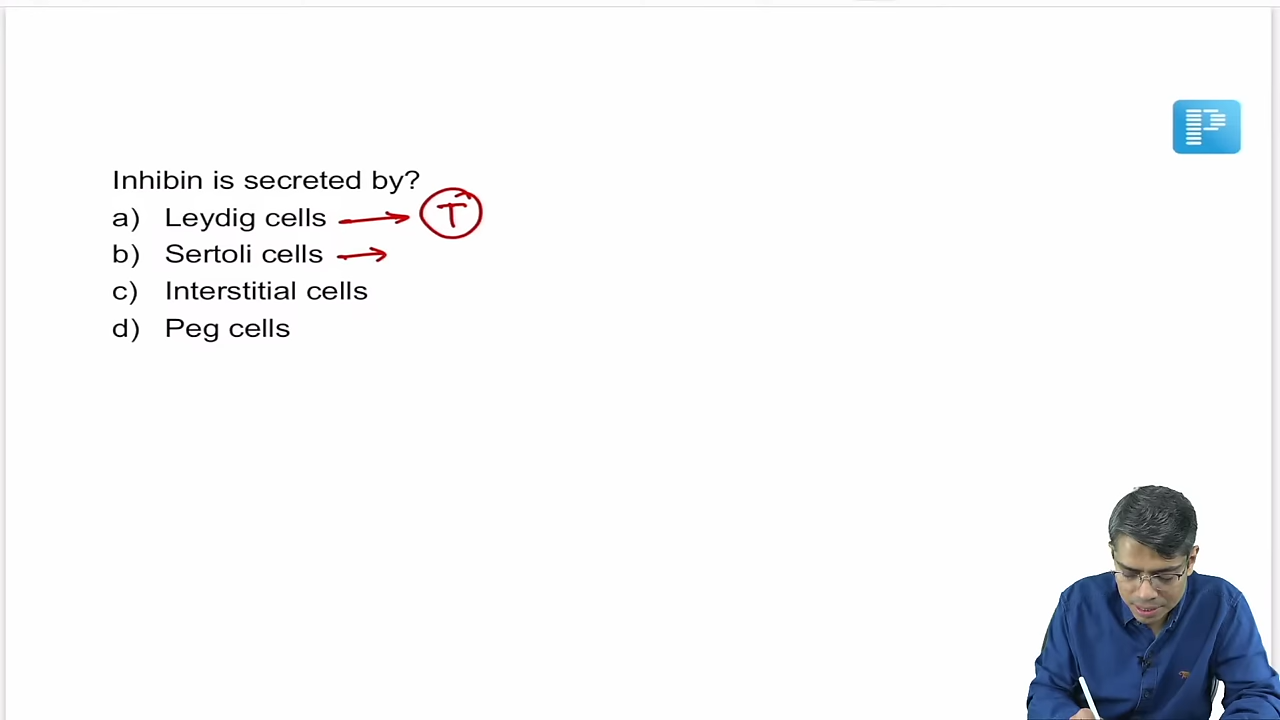 Inhibin is secreted by?
a) Leydig cells → T
b) Sertoli cells →
c) Interstitial cells
d) Peg cells
P